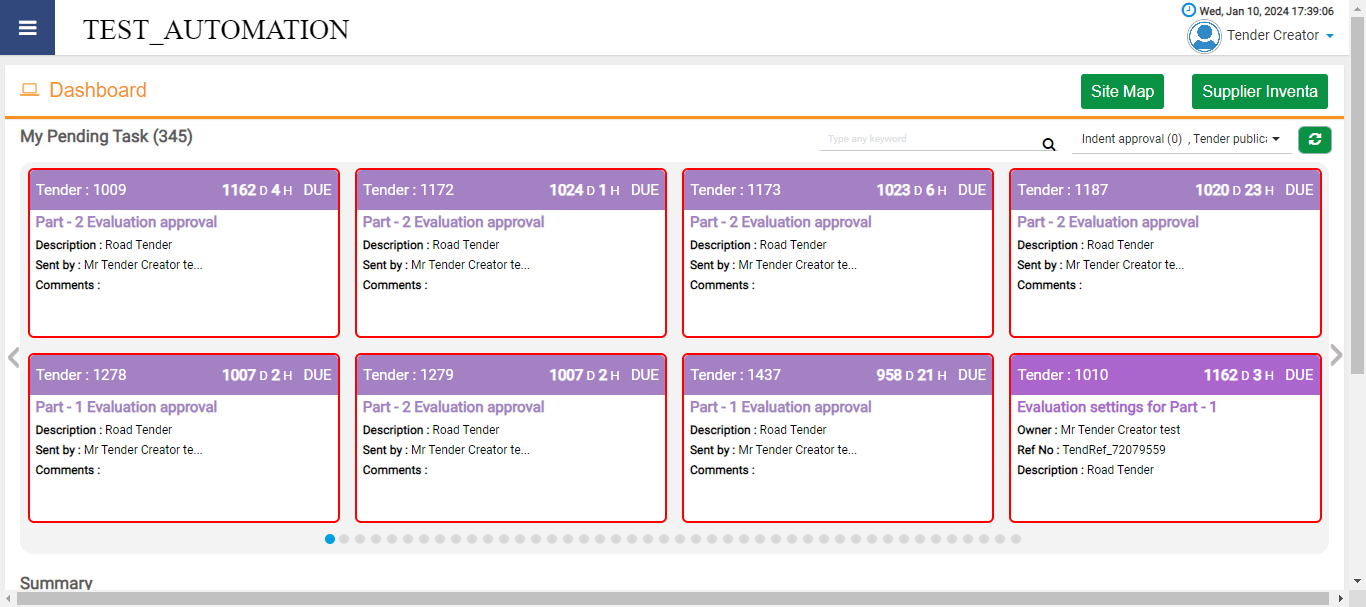 TEST_AUTOMATION
Wed, Jan 10, 2024 17:39:06
Tender Creator
Dashboard
Site Map
Supplier Inventa
My Pending Task (345)
Type any keyword
Indent approval (0) , Tender public
Tender : 1009 1162 D 4 H DUE
Part - 2 Evaluation approval
Description : Road Tender
Sent by : Mr Tender Creator te...
Comments :
Tender : 1172 1024 D 1 H DUE
Part - 2 Evaluation approval
Description : Road Tender
Sent by : Mr Tender Creator te...
Comments :
Tender : 1173 1023 D 6 H DUE
Part - 2 Evaluation approval
Description : Road Tender
Sent by : Mr Tender Creator te...
Comments :
Tender : 1187 1020 D 23 H DUE
Part - 2 Evaluation approval
Description : Road Tender
Sent by : Mr Tender Creator te...
Comments :
Tender : 1278 1007 D 2 H DUE
Part - 1 Evaluation approval
Description : Road Tender
Sent by : Mr Tender Creator te...
Comments :
Tender : 1279 1007 D 2 H DUE
Part - 2 Evaluation approval
Description : Road Tender
Sent by : Mr Tender Creator te...
Comments :
Tender : 1437 958 D 21 H DUE
Part - 1 Evaluation approval
Description : Road Tender
Sent by : Mr Tender Creator te...
Comments :
Tender : 1010 1162 D 3 H DUE
Evaluation settings for Part - 1
Owner : Mr Tender Creator test
Ref No : TendRef_72079559
Description : Road Tender
Summary